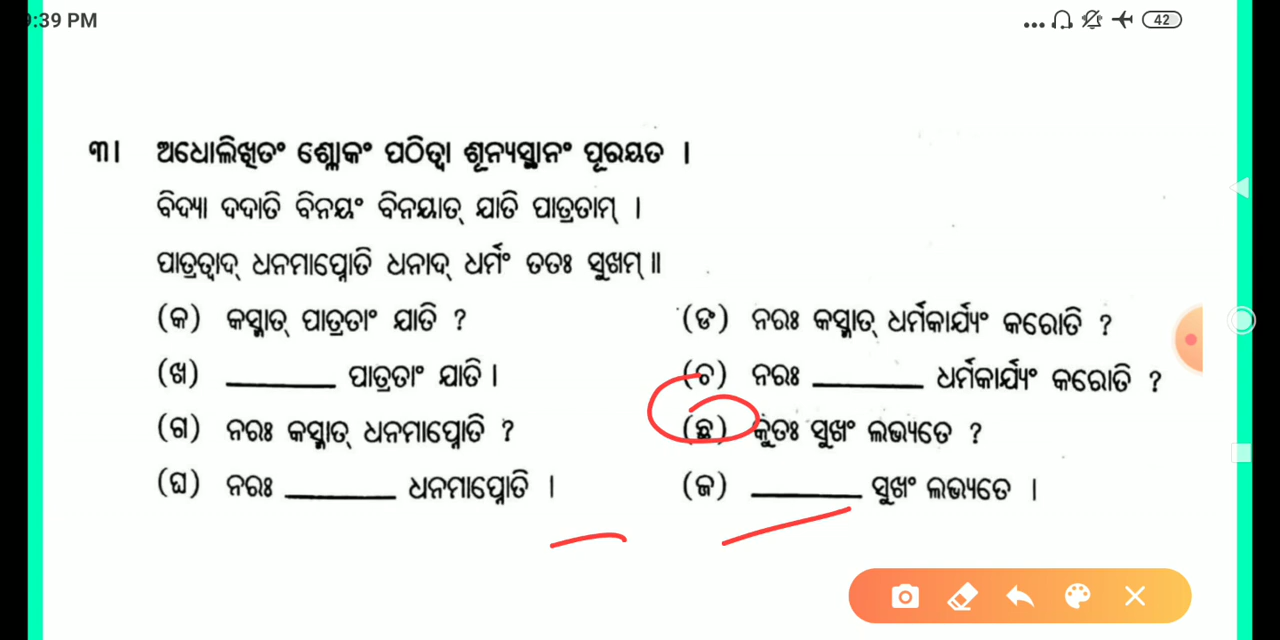 :39 PM
42
୩। ଅଧୋଲିଖିତଂ ଶ୍ଳୋକଂ ପଠିତ୍ୱା ଶୂନ୍ୟସ୍ଥାନଂ ପୂରୟତ ।
ବିଦ୍ୟା ଦଦାତି ବିନୟଂ ବିନୟାତ୍ ଯାତି ପାତ୍ରତାମ୍ ।
ପାତ୍ରତ୍ୱାଦ୍ ଧନମାପ୍ନୋତି ଧନାଦ୍ ଧର୍ମଂ ତତଃ ସୁଖମ୍ ॥
(କ) କସ୍ମାତ୍ ପାତ୍ରତାଂ ଯାତି ?
(ଖ) ________ ପାତ୍ରତାଂ ଯାତି ।
(ଗ) ନରଃ କସ୍ମାତ୍ ଧନମାପ୍ନୋତି ?
(ଘ) ନରଃ ________ ଧନମାପ୍ନୋତି ।
(ଙ) ନରଃ କସ୍ମାତ୍ ଧର୍ମକାର୍ଯ୍ୟଂ କରୋତି ?
(ଚ) ନରଃ ________ ଧର୍ମକାର୍ଯ୍ୟଂ କରୋତି ?
(ଛ) କୁତଃ ସୁଖଂ ଲଭ୍ୟତେ ?
(ଜ) ________ ସୁଖଂ ଲଭ୍ୟତେ ।